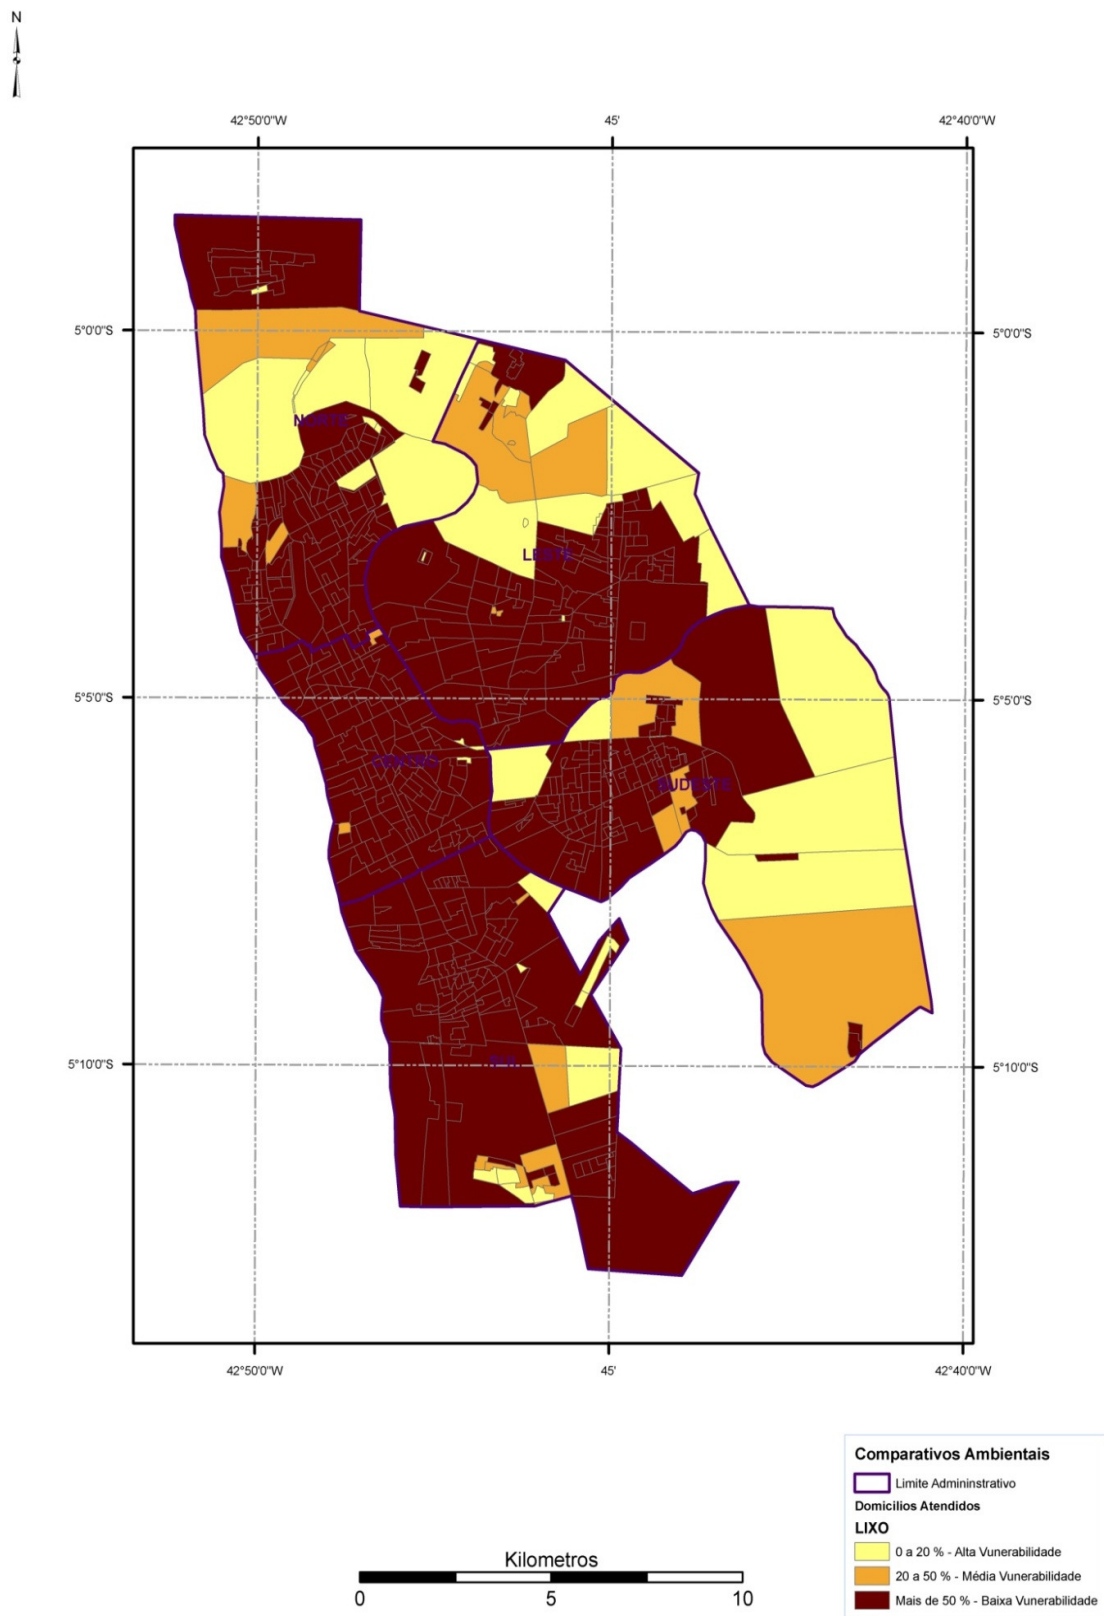 N
42°50'0"W 45' 42°40'0"W
5°0'0"S 5°0'0"S
NORTE
LESTE
5°50'0"S 5°5'0"S
CENTRO
SUDESTE
5°10'0"S 5°10'0"S
SUL
42°50'0"W 45' 42°40'0"W
Comparativos Ambientais
Limite Admininstrativo
Domicilios Atendidos
LIXO
0 a 20 % - Alta Vunerabilidade
20 a 50 % - Média Vunerabilidade
Mais de 50 % - Baixa Vunerabilidade
Kilometros
0 5 10